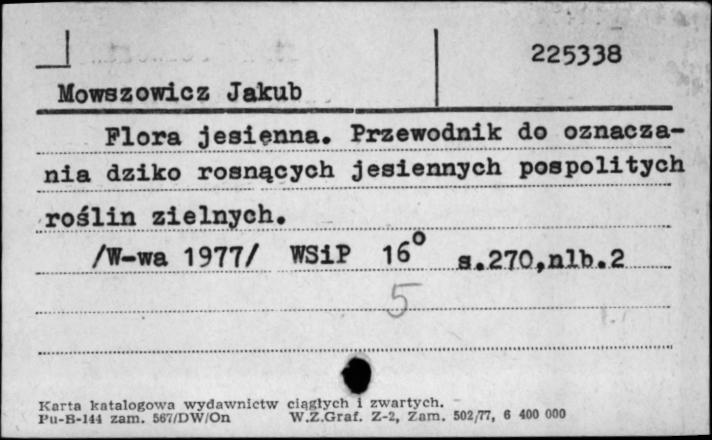 225338
Mowszowicz Jakub
Flora jesienna. Przewodnik do oznacza-
nia dziko rosnących jesiennych pospolitych
roślin zielnych.
/W-wa 1977/ WSiP 16° s.270,nlb.2
5
Karta katalogowa wydawnictw ciągłych i zwartych.
Pu-B-144 zam. 567/DW/On W.Z.Graf. Z-2, Zam. 502/77, 6 400 000